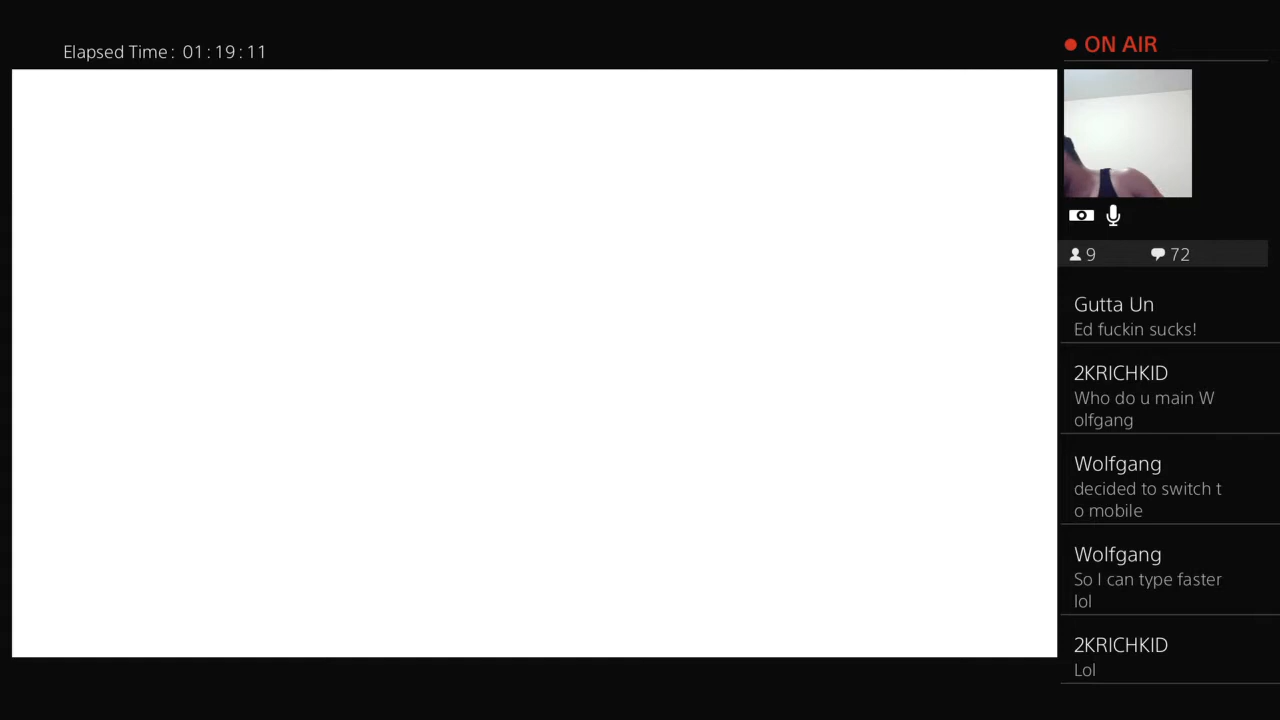 Elapsed Time: 01:19:11
ON AIR
9 72
Gutta Un
Ed fuckin sucks!
2KRICHKID
Who do u main W
olfgang
Wolfgang
decided to switch t
o mobile
Wolfgang
So I can type faster
lol
2KRICHKID
Lol